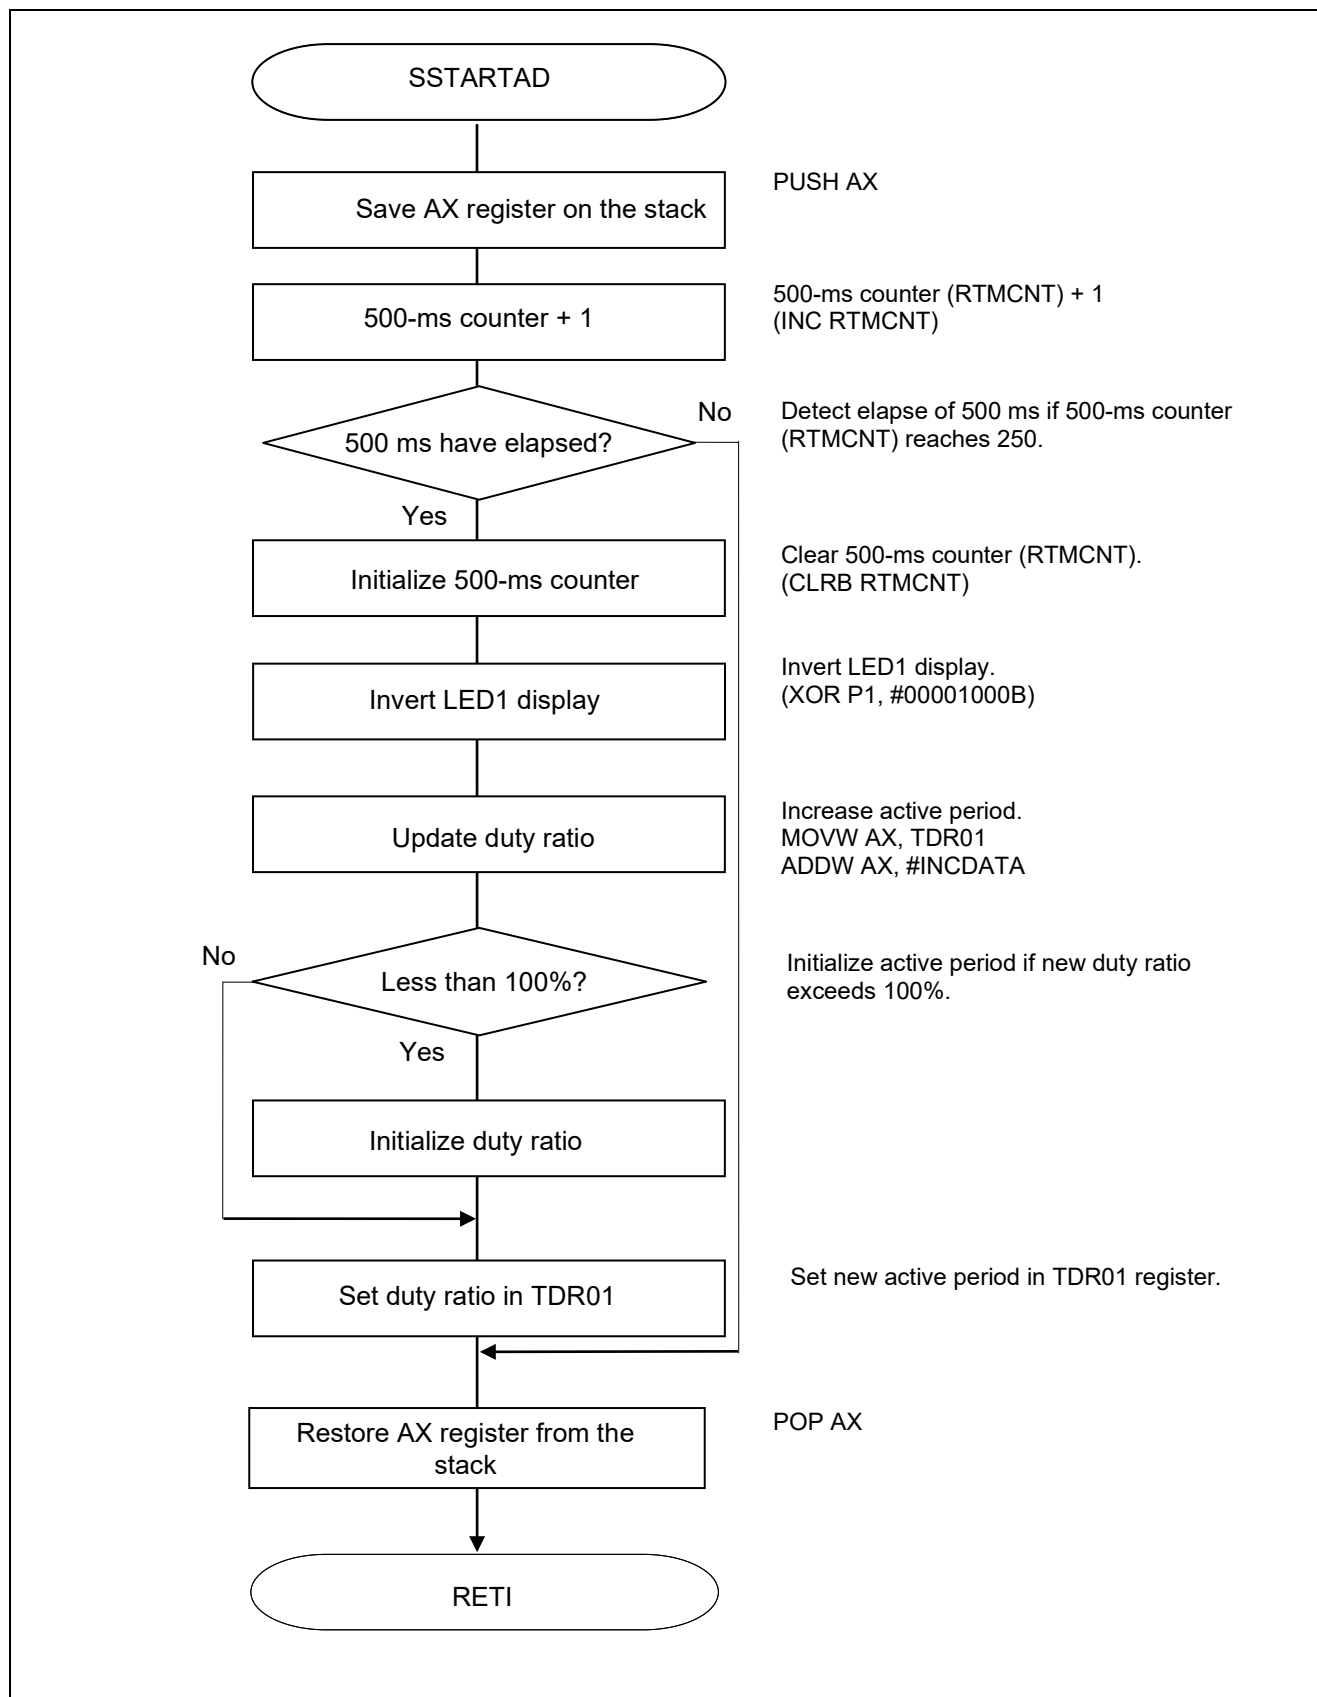 SSTARTAD
Save AX register on the stack
PUSH AX
500-ms counter + 1
500-ms counter (RTMCNT) + 1
(INC RTMCNT)
500 ms have elapsed?
No
Detect elapse of 500 ms if 500-ms counter
(RTMCNT) reaches 250.
Yes
Initialize 500-ms counter
Clear 500-ms counter (RTMCNT).
(CLRB RTMCNT)
Invert LED1 display
Invert LED1 display.
(XOR P1, #00001000B)
Update duty ratio
Increase active period.
MOVW AX, TDR01
ADDW AX, #INCDATA
No
Less than 100%?
Initialize active period if new duty ratio
exceeds 100%.
Yes
Initialize duty ratio
Set duty ratio in TDR01
Set new active period in TDR01 register.
Restore AX register from the
stack
POP AX
RETI